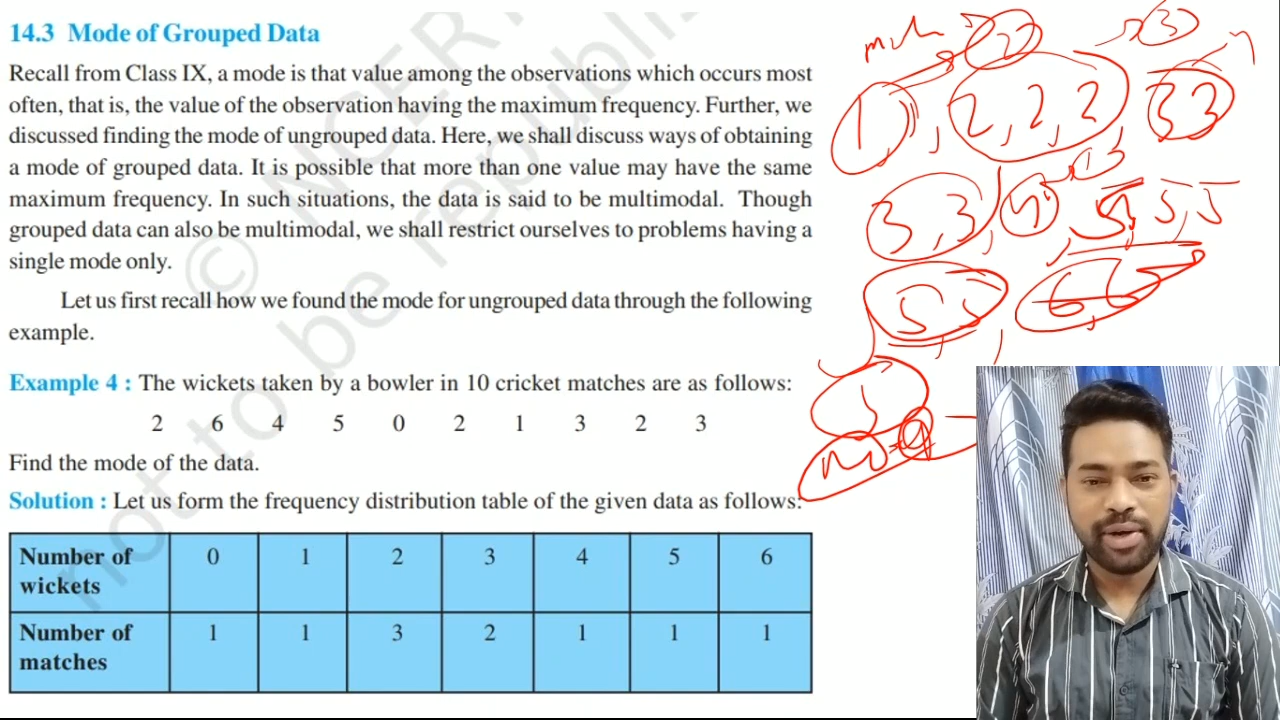 14.3 Mode of Grouped Data
Recall from Class IX, a mode is that value among the observations which occurs most
often, that is, the value of the observation having the maximum frequency. Further, we
discussed finding the mode of ungrouped data. Here, we shall discuss ways of obtaining
a mode of grouped data. It is possible that more than one value may have the same
maximum frequency. In such situations, the data is said to be multimodal. Though
grouped data can also be multimodal, we shall restrict ourselves to problems having a
single mode only.
Let us first recall how we found the mode for ungrouped data through the following
example.
Example 4 : The wickets taken by a bowler in 10 cricket matches are as follows:
2 6 4 5 0 2 1 3 2 3
Find the mode of the data.
Solution : Let us form the frequency distribution table of the given data as follows:
Number of wickets 0 1 2 3 4 5 6
Number of matches 1 1 3 2 1 1 1
© NCERT
not to be republi
2, 2, 2
3 3
3, 3
5 5
6, 6